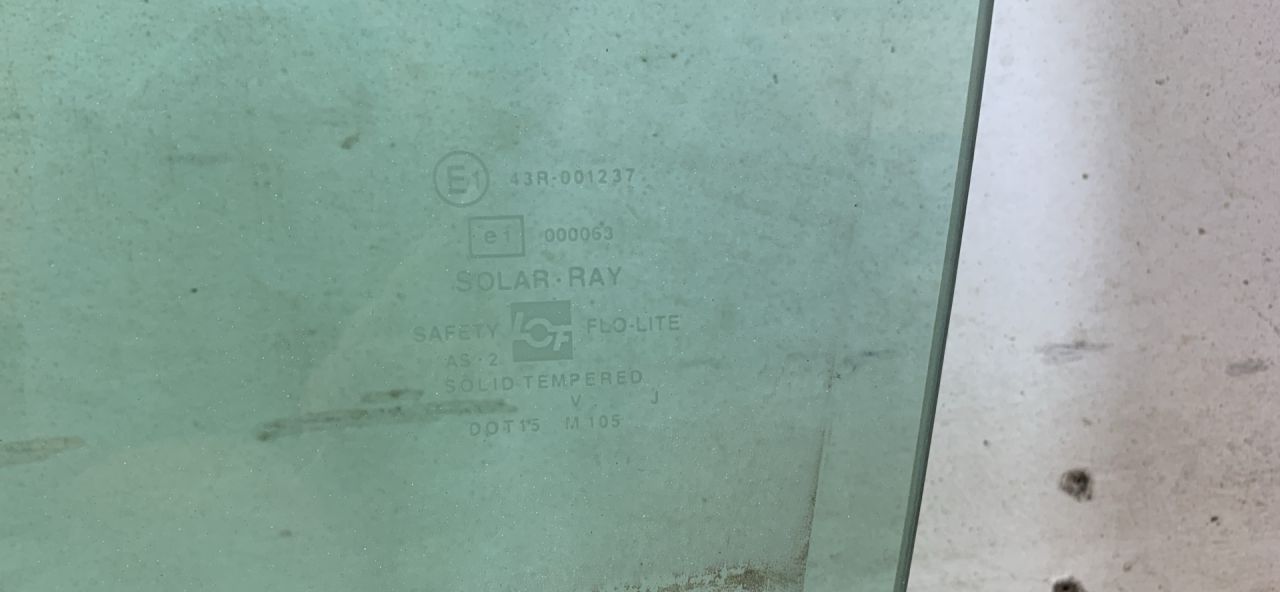 E1 43R-001237
e1 000063
SOLAR·RAY
SAFETY LOF FLO-LITE
AS-2
SOLID-TEMPERED
V J
DOT15 M105